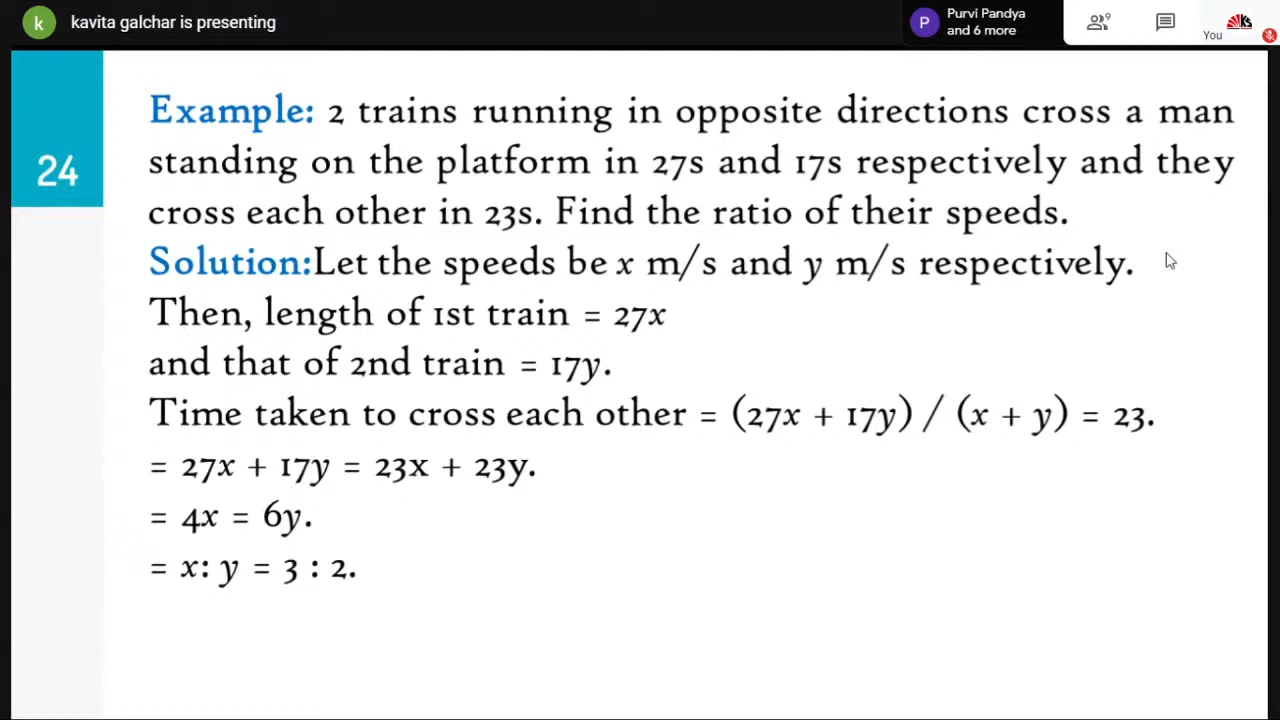 k kavita galchar is presenting
P Purvi Pandya
and 6 more
9
ks
You
24
Example: 2 trains running in opposite directions cross a man
standing on the platform in 27s and 17s respectively and they
cross each other in 23s. Find the ratio of their speeds.
Solution:Let the speeds be x m/s and y m/s respectively.
Then, length of 1st train = 27x
and that of 2nd train = 17y.
Time taken to cross each other = (27x + 17y) / (x + y) = 23.
= 27x + 17y = 23x + 23y.
= 4x = 6y.
= x: y = 3 : 2.